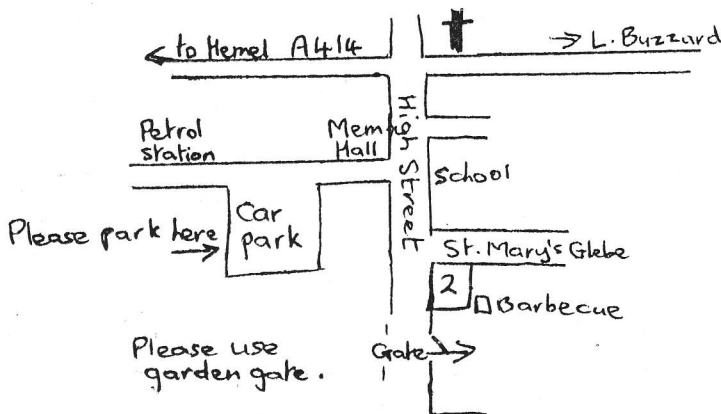 to Hemel A414
L. Buzzard
Petrol
station
Mem.
Hall
High Street
School
Please park here
Car
park
St. Mary's Glebe
2
Barbecue
Please use
garden gate.
Gate